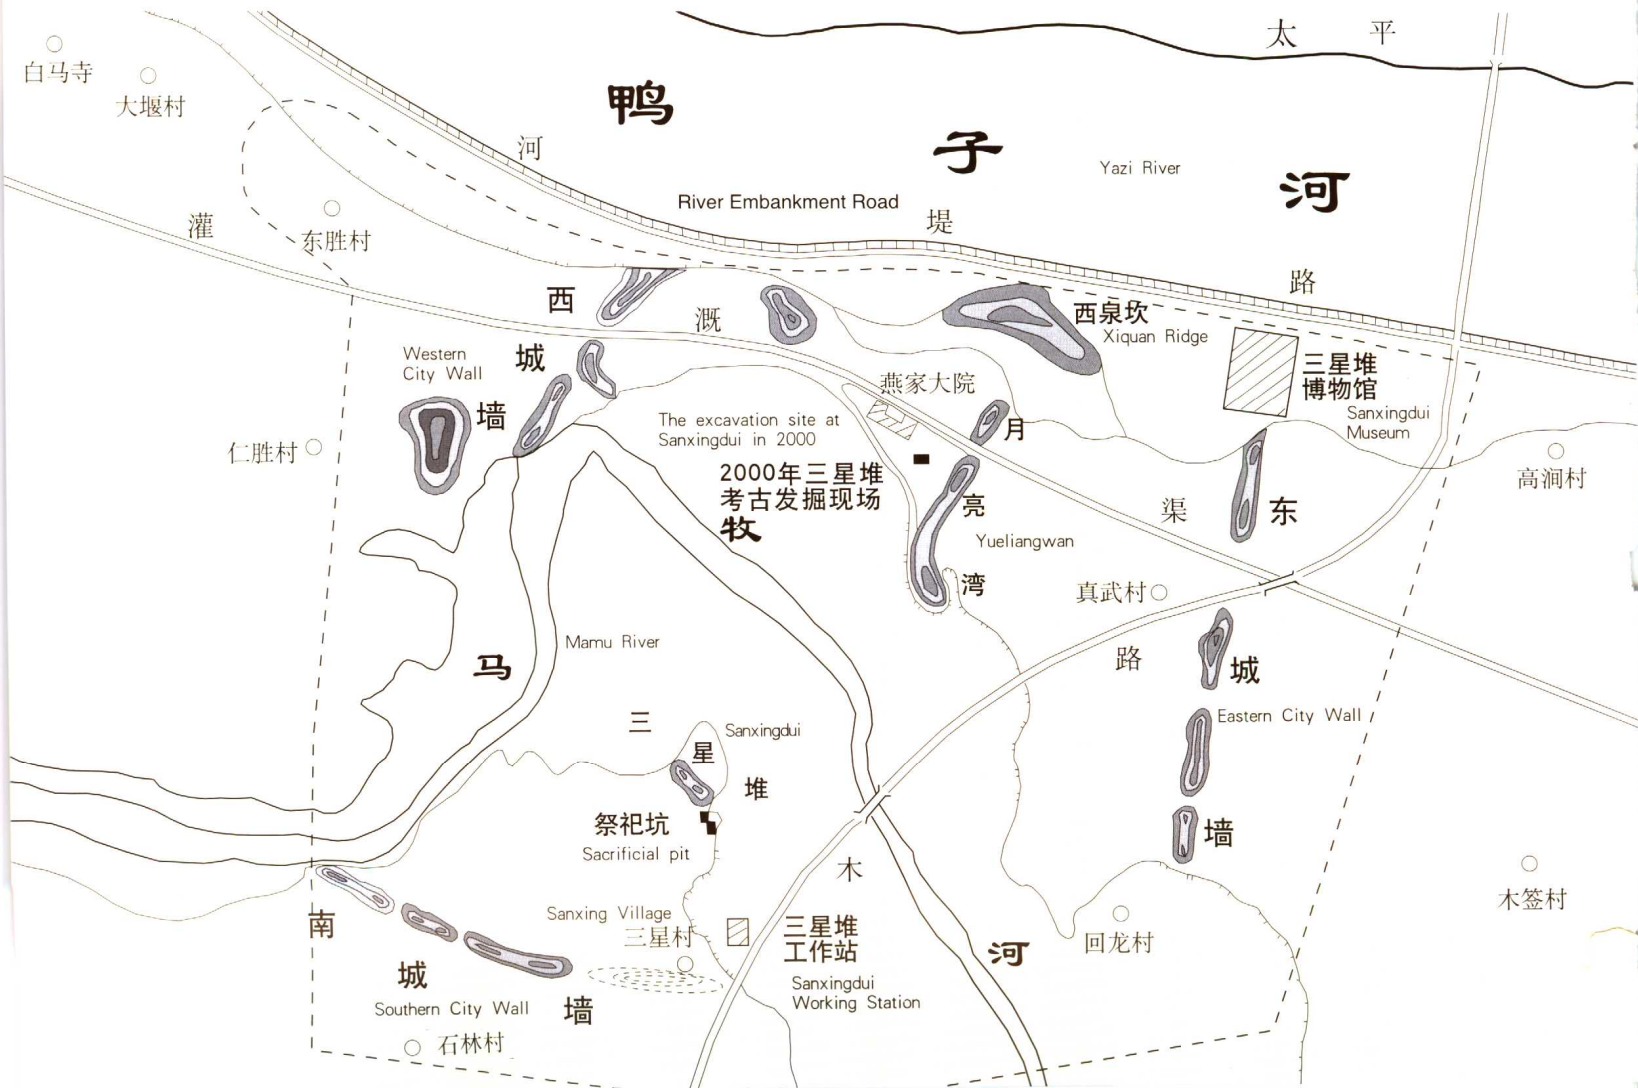 太平
白马寺
大堰村
鸭子河
Yazi River
河堤路
River Embankment Road
东胜村
灌溉渠
西城墙
Western
City Wall
西泉坎
Xiquan Ridge
三星堆
博物馆
Sanxingdui
Museum
燕家大院
The excavation site at
Sanxingdui in 2000
2000年三星堆
考古发掘现场
月亮湾
Yueliangwan
仁胜村
高涧村
东城墙
Eastern City Wall
真武村
牧马河
Mamu River
木路
三星堆
Sanxingdui
祭祀坑
Sacrificial pit
Sanxing Village
三星村
三星堆
工作站
Sanxingdui
Working Station
回龙村
木签村
南城墙
Southern City Wall
石林村